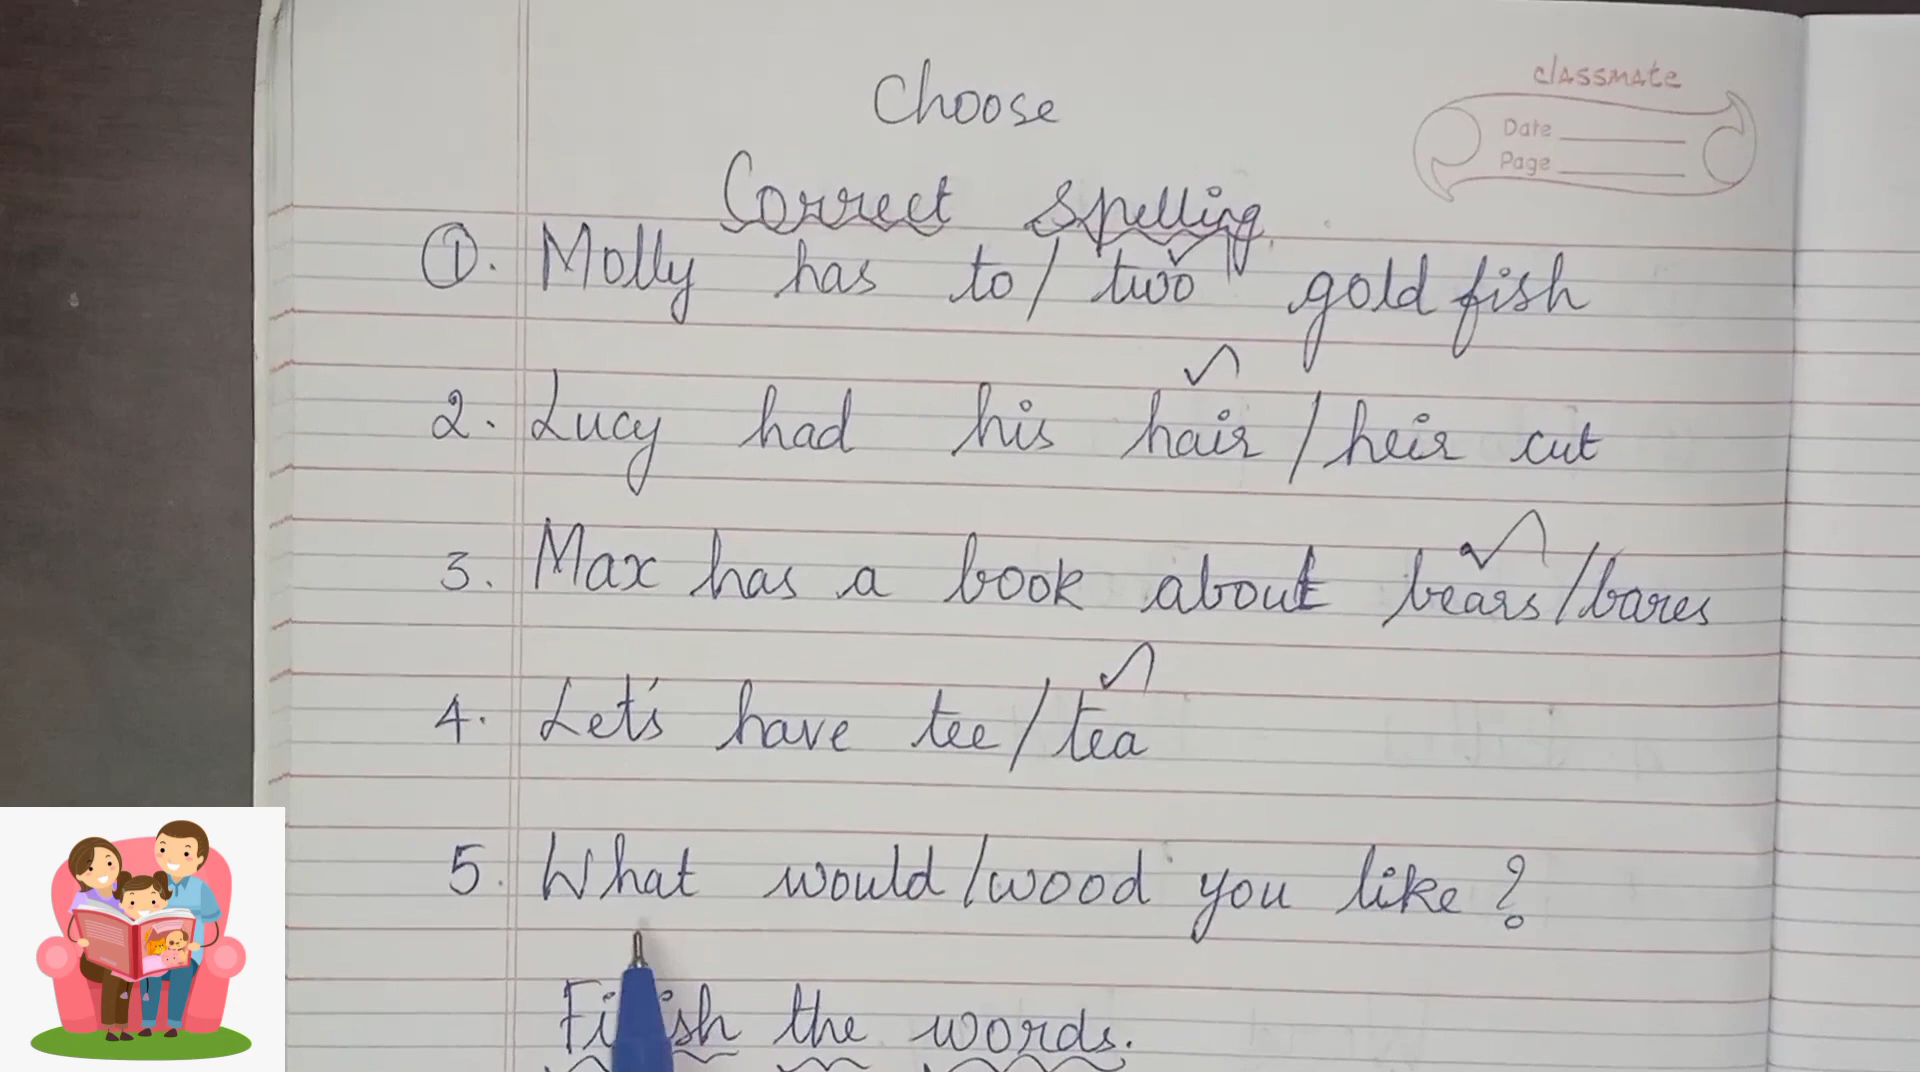 classmate
Date
Page
Choose
Correct spelling
1. Molly has to/ two gold fish
2. Lucy had his hair/heir cut
3. Max has a book about bears/bares
4. Let's have tee/tea
5. What would/wood you like?
Finish the words.